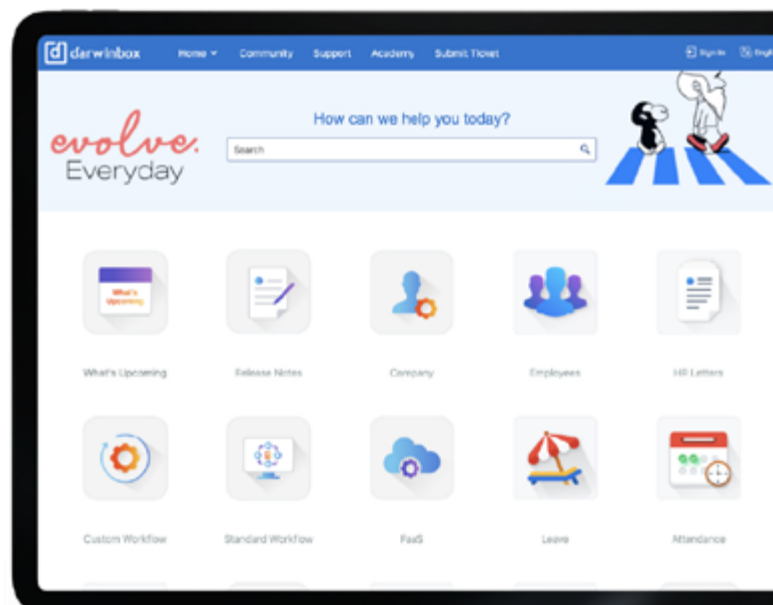 darwinbox Home Community Support Academy Submit Ticket Sign In
How can we help you today?
evolve.
Everyday
Search
What's Upcoming
What's Upcoming Release Notes Company Employees HR Letters
Custom Workflow Standard Workflow PaaS Leave Attendance